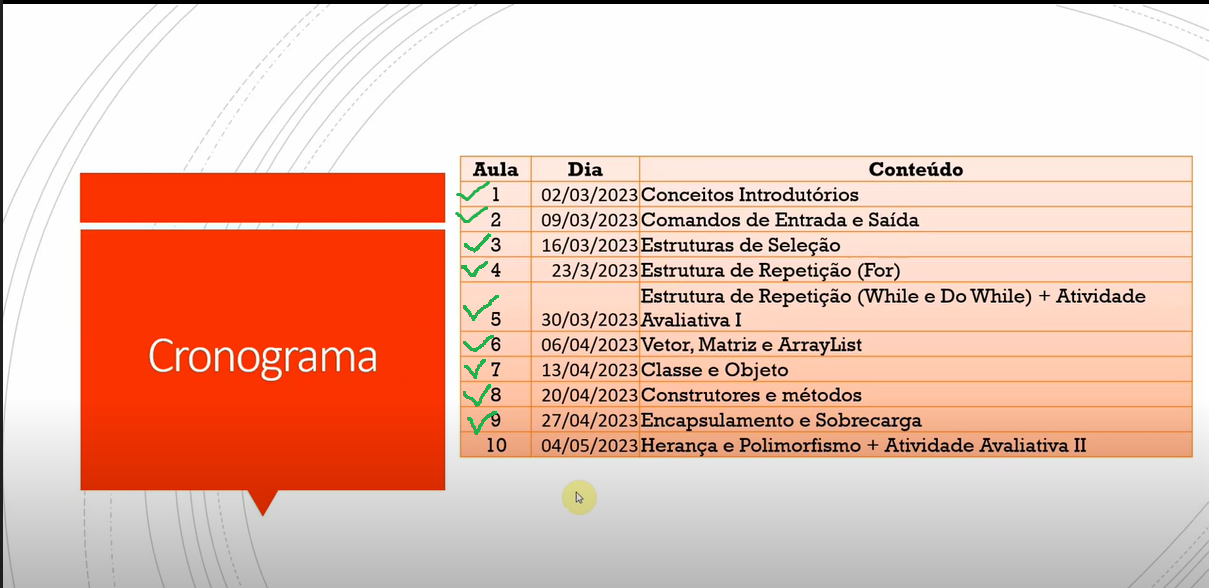 Cronograma
Aula Dia Conteúdo
1 02/03/2023 Conceitos Introdutórios
2 09/03/2023 Comandos de Entrada e Saída
3 16/03/2023 Estruturas de Seleção
4 23/3/2023 Estrutura de Repetição (For)
Estrutura de Repetição (While e Do While) + Atividade
5 30/03/2023 Avaliativa I
6 06/04/2023 Vetor, Matriz e ArrayList
7 13/04/2023 Classe e Objeto
8 20/04/2023 Construtores e métodos
9 27/04/2023 Encapsulamento e Sobrecarga
10 04/05/2023 Herança e Polimorfismo + Atividade Avaliativa II